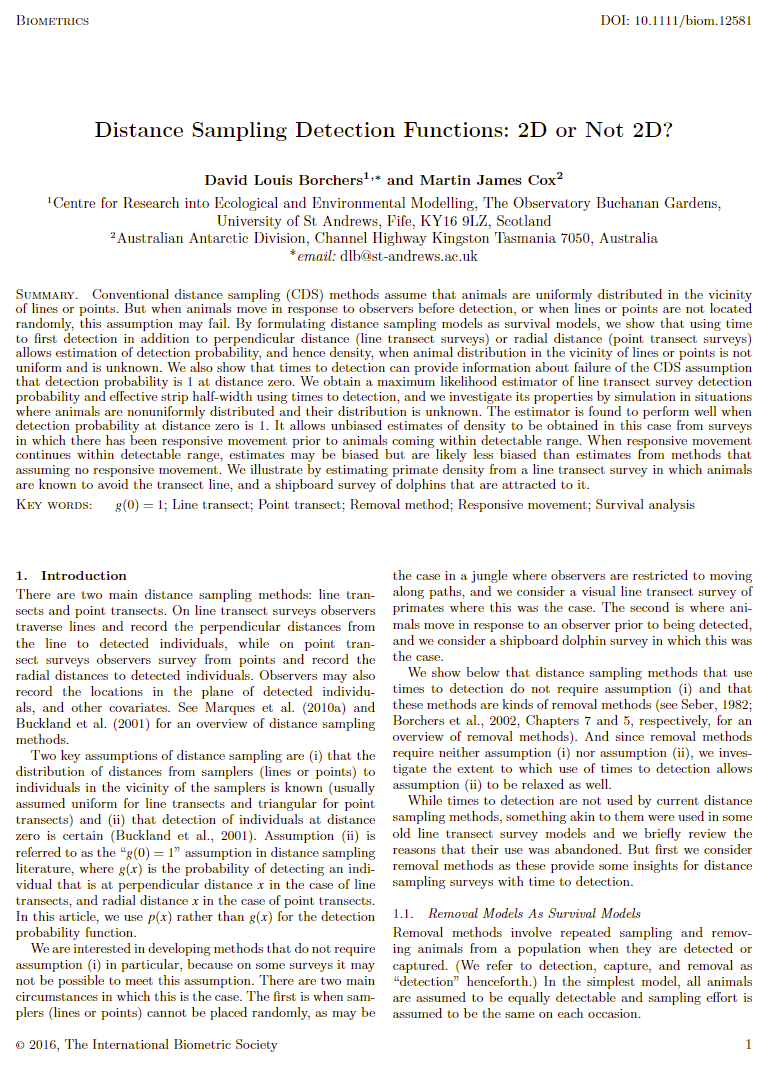 BIOMETRICS
DOI: 10.1111/biom.12581
Distance Sampling Detection Functions: 2D or Not 2D?
David Louis Borchers1,* and Martin James Cox2
1Centre for Research into Ecological and Environmental Modelling, The Observatory Buchanan Gardens,
University of St Andrews, Fife, KY16 9LZ, Scotland
2Australian Antarctic Division, Channel Highway Kingston Tasmania 7050, Australia
*email: dlb@st-andrews.ac.uk
SUMMARY. Conventional distance sampling (CDS) methods assume that animals are uniformly distributed in the vicinity
of lines or points. But when animals move in response to observers before detection, or when lines or points are not located
randomly, this assumption may fail. By formulating distance sampling models as survival models, we show that using time
to first detection in addition to perpendicular distance (line transect surveys) or radial distance (point transect surveys)
allows estimation of detection probability, and hence density, when animal distribution in the vicinity of lines or points is not
uniform and is unknown. We also show that times to detection can provide information about failure of the CDS assumption
that detection probability is 1 at distance zero. We obtain a maximum likelihood estimator of line transect survey detection
probability and effective strip half-width using times to detection, and we investigate its properties by simulation in situations
where animals are nonuniformly distributed and their distribution is unknown. The estimator is found to perform well when
detection probability at distance zero is 1. It allows unbiased estimates of density to be obtained in this case from surveys
in which there has been responsive movement prior to animals coming within detectable range. When responsive movement
continues within detectable range, estimates may be biased but are likely less biased than estimates from methods that
assuming no responsive movement. We illustrate by estimating primate density from a line transect survey in which animals
are known to avoid the transect line, and a shipboard survey of dolphins that are attracted to it.
KEY WORDS: g(0) = 1; Line transect; Point transect; Removal method; Responsive movement; Survival analysis
1. Introduction
There are two main distance sampling methods: line tran-
sects and point transects. On line transect surveys observers
traverse lines and record the perpendicular distances from
the line to detected individuals, while on point tran-
sect surveys observers survey from points and record the
radial distances to detected individuals. Observers may also
record the locations in the plane of detected individu-
als, and other covariates. See Marques et al. (2010a) and
Buckland et al. (2001) for an overview of distance sampling
methods.
Two key assumptions of distance sampling are (i) that the
distribution of distances from samplers (lines or points) to
individuals in the vicinity of the samplers is known (usually
assumed uniform for line transects and triangular for point
transects) and (ii) that detection of individuals at distance
zero is certain (Buckland et al., 2001). Assumption (ii) is
referred to as the “g(0) = 1” assumption in distance sampling
literature, where g(x) is the probability of detecting an indi-
vidual that is at perpendicular distance x in the case of line
transects, and radial distance x in the case of point transects.
In this article, we use p(x) rather than g(x) for the detection
probability function.
We are interested in developing methods that do not require
assumption (i) in particular, because on some surveys it may
not be possible to meet this assumption. There are two main
circumstances in which this is the case. The first is when sam-
plers (lines or points) cannot be placed randomly, as may be
the case in a jungle where observers are restricted to moving
along paths, and we consider a visual line transect survey of
primates where this was the case. The second is where ani-
mals move in response to an observer prior to being detected,
and we consider a shipboard dolphin survey in which this was
the case.
We show below that distance sampling methods that use
times to detection do not require assumption (i) and that
these methods are kinds of removal methods (see Seber, 1982;
Borchers et al., 2002, Chapters 7 and 5, respectively, for an
overview of removal methods). And since removal methods
require neither assumption (i) nor assumption (ii), we inves-
tigate the extent to which use of times to detection allows
assumption (ii) to be relaxed as well.
While times to detection are not used by current distance
sampling methods, something akin to them were used in some
old line transect survey models and we briefly review the
reasons that their use was abandoned. But first we consider
removal methods as these provide some insights for distance
sampling surveys with time to detection.
1.1. Removal Models As Survival Models
Removal methods involve repeated sampling and remov-
ing animals from a population when they are detected or
captured. (We refer to detection, capture, and removal as
“detection” henceforth.) In the simplest model, all animals
are assumed to be equally detectable and sampling effort is
assumed to be the same on each occasion.
© 2016, The International Biometric Society
1